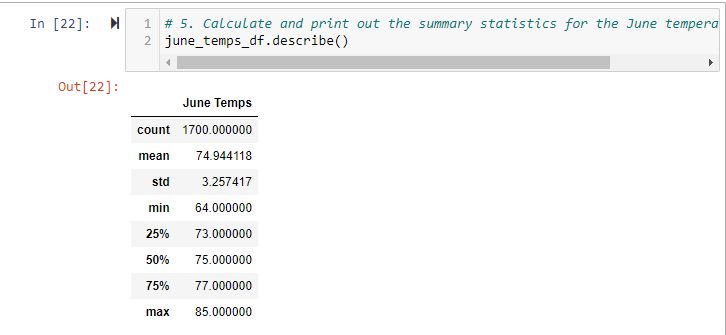 In [22]:
1 # 5. Calculate and print out the summary statistics for the June tempera
2 june_temps_df.describe()
Out[22]:
June Temps
count 1700.000000
mean 74.944118
std 3.257417
min 64.000000
25% 73.000000
50% 75.000000
75% 77.000000
max 85.000000